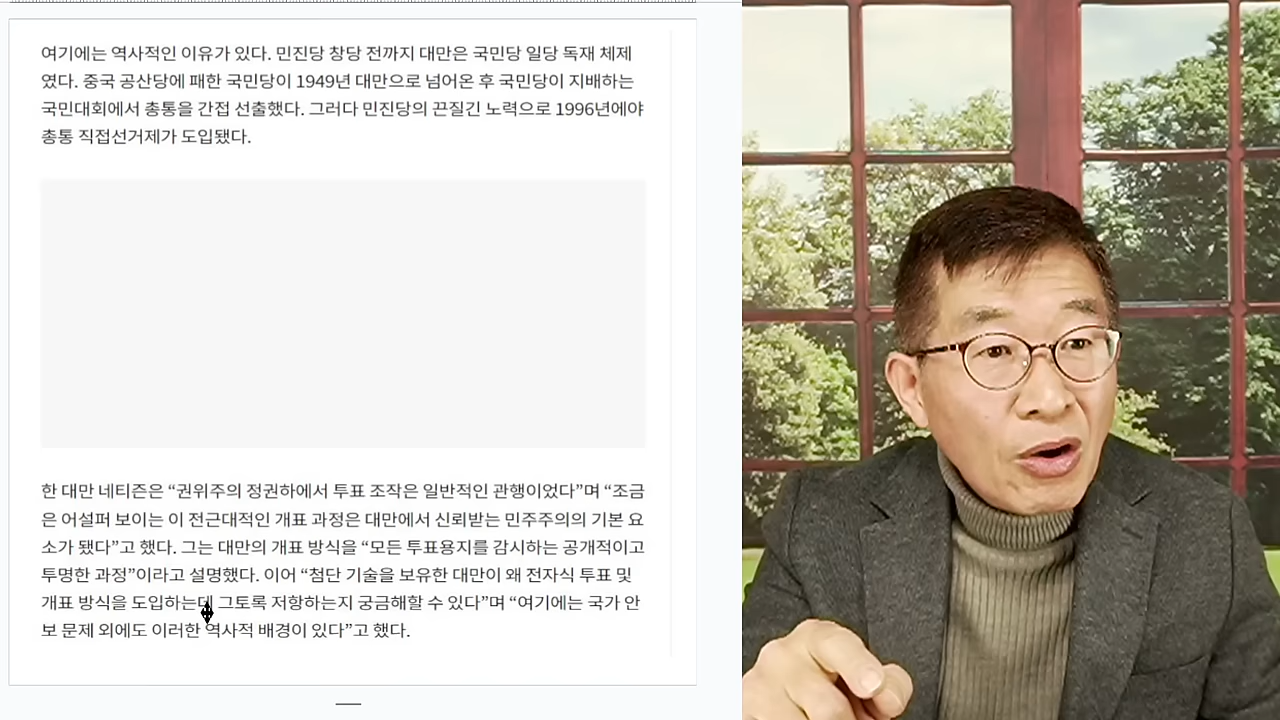 여기에는 역사적인 이유가 있다. 민진당 창당 전까지 대만은 국민당 일당 독재 체제
였다. 중국 공산당에 패한 국민당이 1949년 대만으로 넘어온 후 국민당이 지배하는
국민대회에서 총통을 간접 선출했다. 그러다 민진당의 끈질긴 노력으로 1996년에야
총통 직접선거제가 도입됐다.
한 대만 네티즌은 “권위주의 정권하에서 투표 조작은 일반적인 관행이었다”며 “조금
은 어설퍼 보이는 이 전근대적인 개표 과정은 대만에서 신뢰받는 민주주의의 기본 요
소가 됐다”고 했다. 그는 대만의 개표 방식을 “모든 투표용지를 감시하는 공개적이고
투명한 과정”이라고 설명했다. 이어 “첨단 기술을 보유한 대만이 왜 전자식 투표 및
개표 방식을 도입하는데 그토록 저항하는지 궁금해할 수 있다”며 “여기에는 국가 안
보 문제 외에도 이러한 역사적 배경이 있다”고 했다.